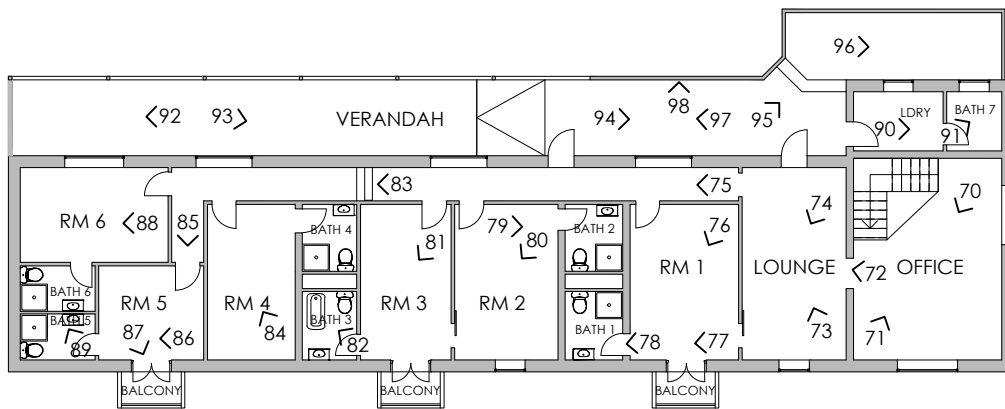 96
92 93 VERANDAH 94 98 97 95 90 LDRY 91 BATH 7
83 75 74 70
RM 6 88 85 BATH 4 81 79 80 BATH 2 76
RM 4 RM 3 RM 2 RM 1 LOUNGE 72 OFFICE
BATH 6
BATH 5 RM 5 87 86 84 BATH 3 82 BATH 1 78 77 73 71
89
BALCONY BALCONY BALCONY